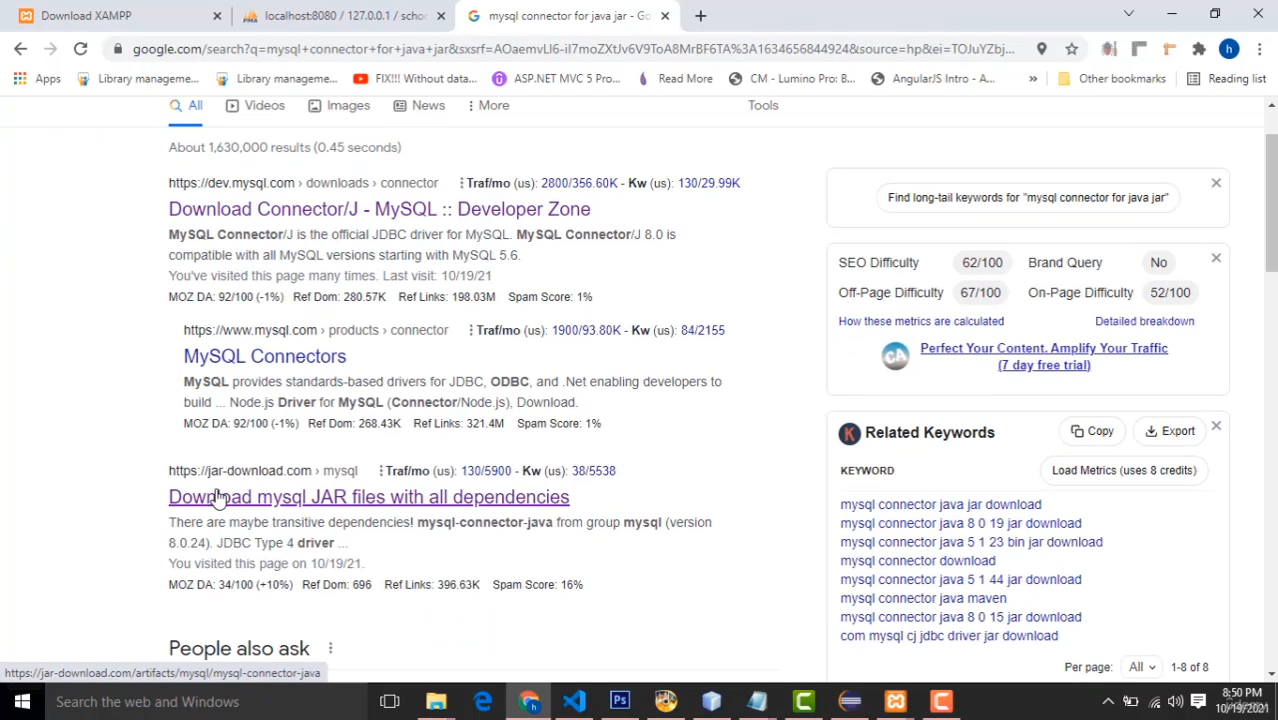 Download XAMPP
localhost:8080 / 127.0.0.1 / schoo
mysql connector for java jar - Go
google.com/search?q=mysql+connector+for+java+jar&sxsrf=AOaemvLI6-iI7moZXtJv6V9ToA8MrBF6TA%3A1634656844924&source=hp&ei=TOJuYZbj...
h
Apps
Library manageme...
Library manageme...
FIX!!! Without data...
ASP.NET MVC 5 Pro...
Read More
CM - Lumino Pro: B...
AngularJS Intro - A...
»
Other bookmarks
Reading list
All
Videos
Images
News
More
Tools
About 1,630,000 results (0.45 seconds)
https://dev.mysql.com › downloads › connector
Traf/mo (us): 2800/356.60K - Kw (us): 130/29.99K
Download Connector/J - MySQL :: Developer Zone
MySQL Connector/J is the official JDBC driver for MySQL. MySQL Connector/J 8.0 is
compatible with all MySQL versions starting with MySQL 5.6.
You've visited this page many times. Last visit: 10/19/21
MOZ DA: 92/100 (-1%) Ref Dom: 280.57K Ref Links: 198.03M Spam Score: 1%
https://www.mysql.com › products › connector
Traf/mo (us): 1900/93.80K - Kw (us): 84/2155
MySQL Connectors
MySQL provides standards-based drivers for JDBC, ODBC, and .Net enabling developers to
build ... Node.js Driver for MySQL (Connector/Node.js), Download.
MOZ DA: 92/100 (-1%) Ref Dom: 268.43K Ref Links: 321.4M Spam Score: 1%
https://jar-download.com › mysql
Traf/mo (us): 130/5900 - Kw (us): 38/5538
Download mysql JAR files with all dependencies
There are maybe transitive dependencies! mysql-connector-java from group mysql (version
8.0.24). JDBC Type 4 driver ...
You visited this page on 10/19/21.
MOZ DA: 34/100 (+10%) Ref Dom: 696 Ref Links: 396.63K Spam Score: 16%
People also ask
Find long-tail keywords for "mysql connector for java jar"
SEO Difficulty 62/100 Brand Query No
Off-Page Difficulty 67/100 On-Page Difficulty 52/100
How these metrics are calculated
Detailed breakdown
CA
Perfect Your Content. Amplify Your Traffic
(7 day free trial)
K
Related Keywords
Copy
Export
KEYWORD
Load Metrics (uses 8 credits)
mysql connector java jar download
mysql connector java 8 0 19 jar download
mysql connector java 5 1 23 bin jar download
mysql connector download
mysql connector java 5 1 44 jar download
mysql connector java maven
mysql connector java 8 0 15 jar download
com mysql cj jdbc driver jar download
Per page: All 1-8 of 8
https://jar-download.com/artifacts/mysql/mysql-connector-java
Search the web and Windows
8:50 PM
10/19/2021